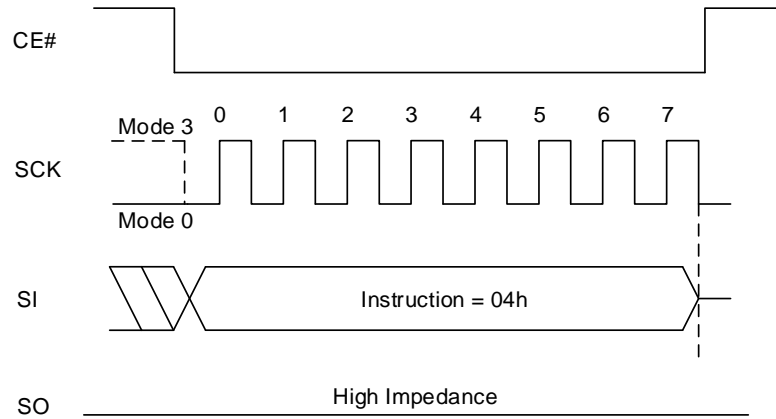 CE#
0 1 2 3 4 5 6 7
Mode 3
SCK
Mode 0
SI
Instruction = 04h
High Impedance
SO